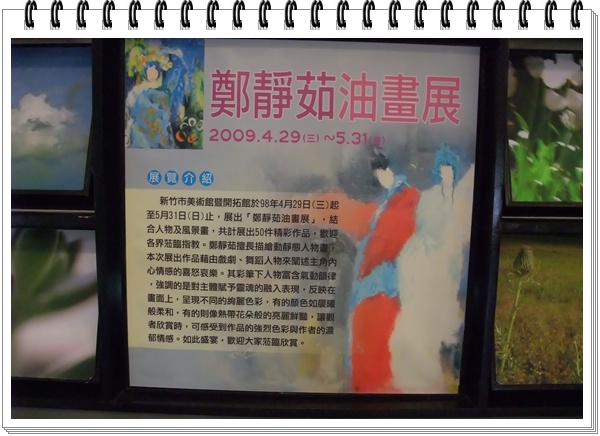 鄭靜茹油畫展
2009.4.29(三)~5.31(日)
展覽介紹
新竹市美術館暨開拓館於98年4月29日(三)起
至5月31日(日)止,展出「鄭靜茹油畫展」,結
合人物及風景畫,共計展出50件精彩作品,歡迎
各界蒞臨指教。鄭靜茹擅長描繪動靜態人物畫,
本次展出作品藉由戲劇、舞蹈人物來闡述主角內
心情感的喜怒哀樂。其彩筆下人物富含氣動韻律
,強調的是對主體賦予靈魂的融入表現,反映在
畫面上,呈現不同的絢麗色彩,有的顏色如晨曦
般柔和,有的則像熱帶花朵般的亮麗鮮豔,讓觀
者欣賞時,可感受到作品的強烈色彩與作者的濃
郁情感。如此盛宴,歡迎大家蒞臨欣賞。